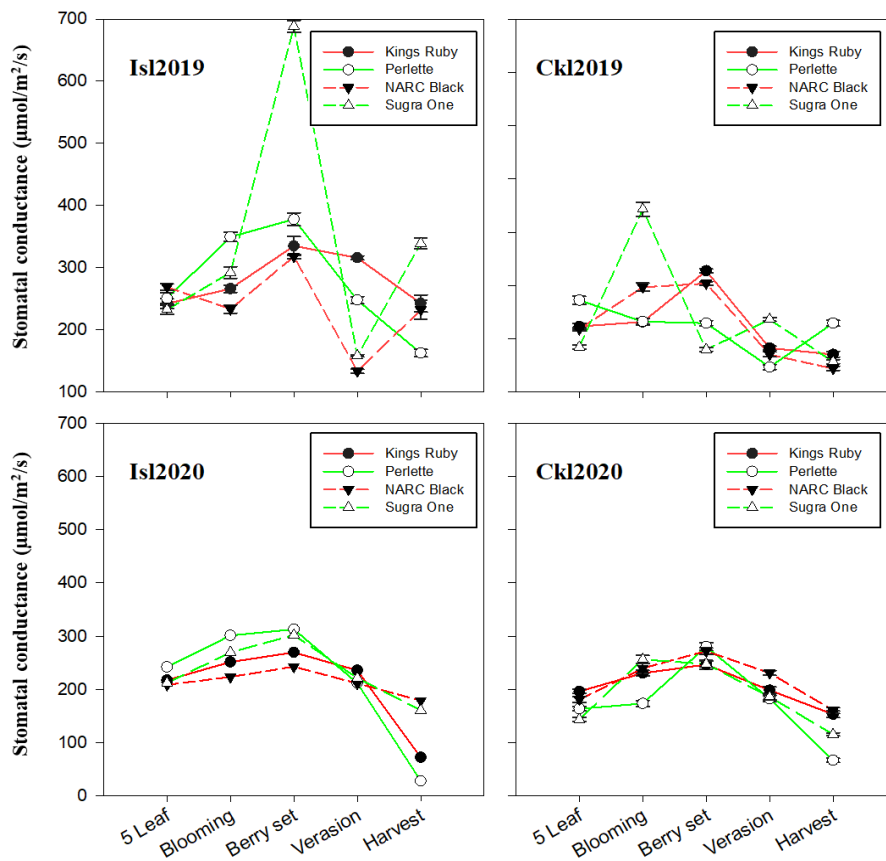 Stomatal conductance (µmol/m²/s)
700
600
500
400
300
200
100
Isl2019
Kings Ruby
Perlette
NARC Black
Sugra One
Ckl2019
Kings Ruby
Perlette
NARC Black
Sugra One
Stomatal conductance (µmol/m²/s)
700
600
500
400
300
200
100
0
Isl2020
Kings Ruby
Perlette
NARC Black
Sugra One
Ckl2020
Kings Ruby
Perlette
NARC Black
Sugra One
5 Leaf
Blooming
Berry set
Verasion
Harvest
5 Leaf
Blooming
Berry set
Verasion
Harvest